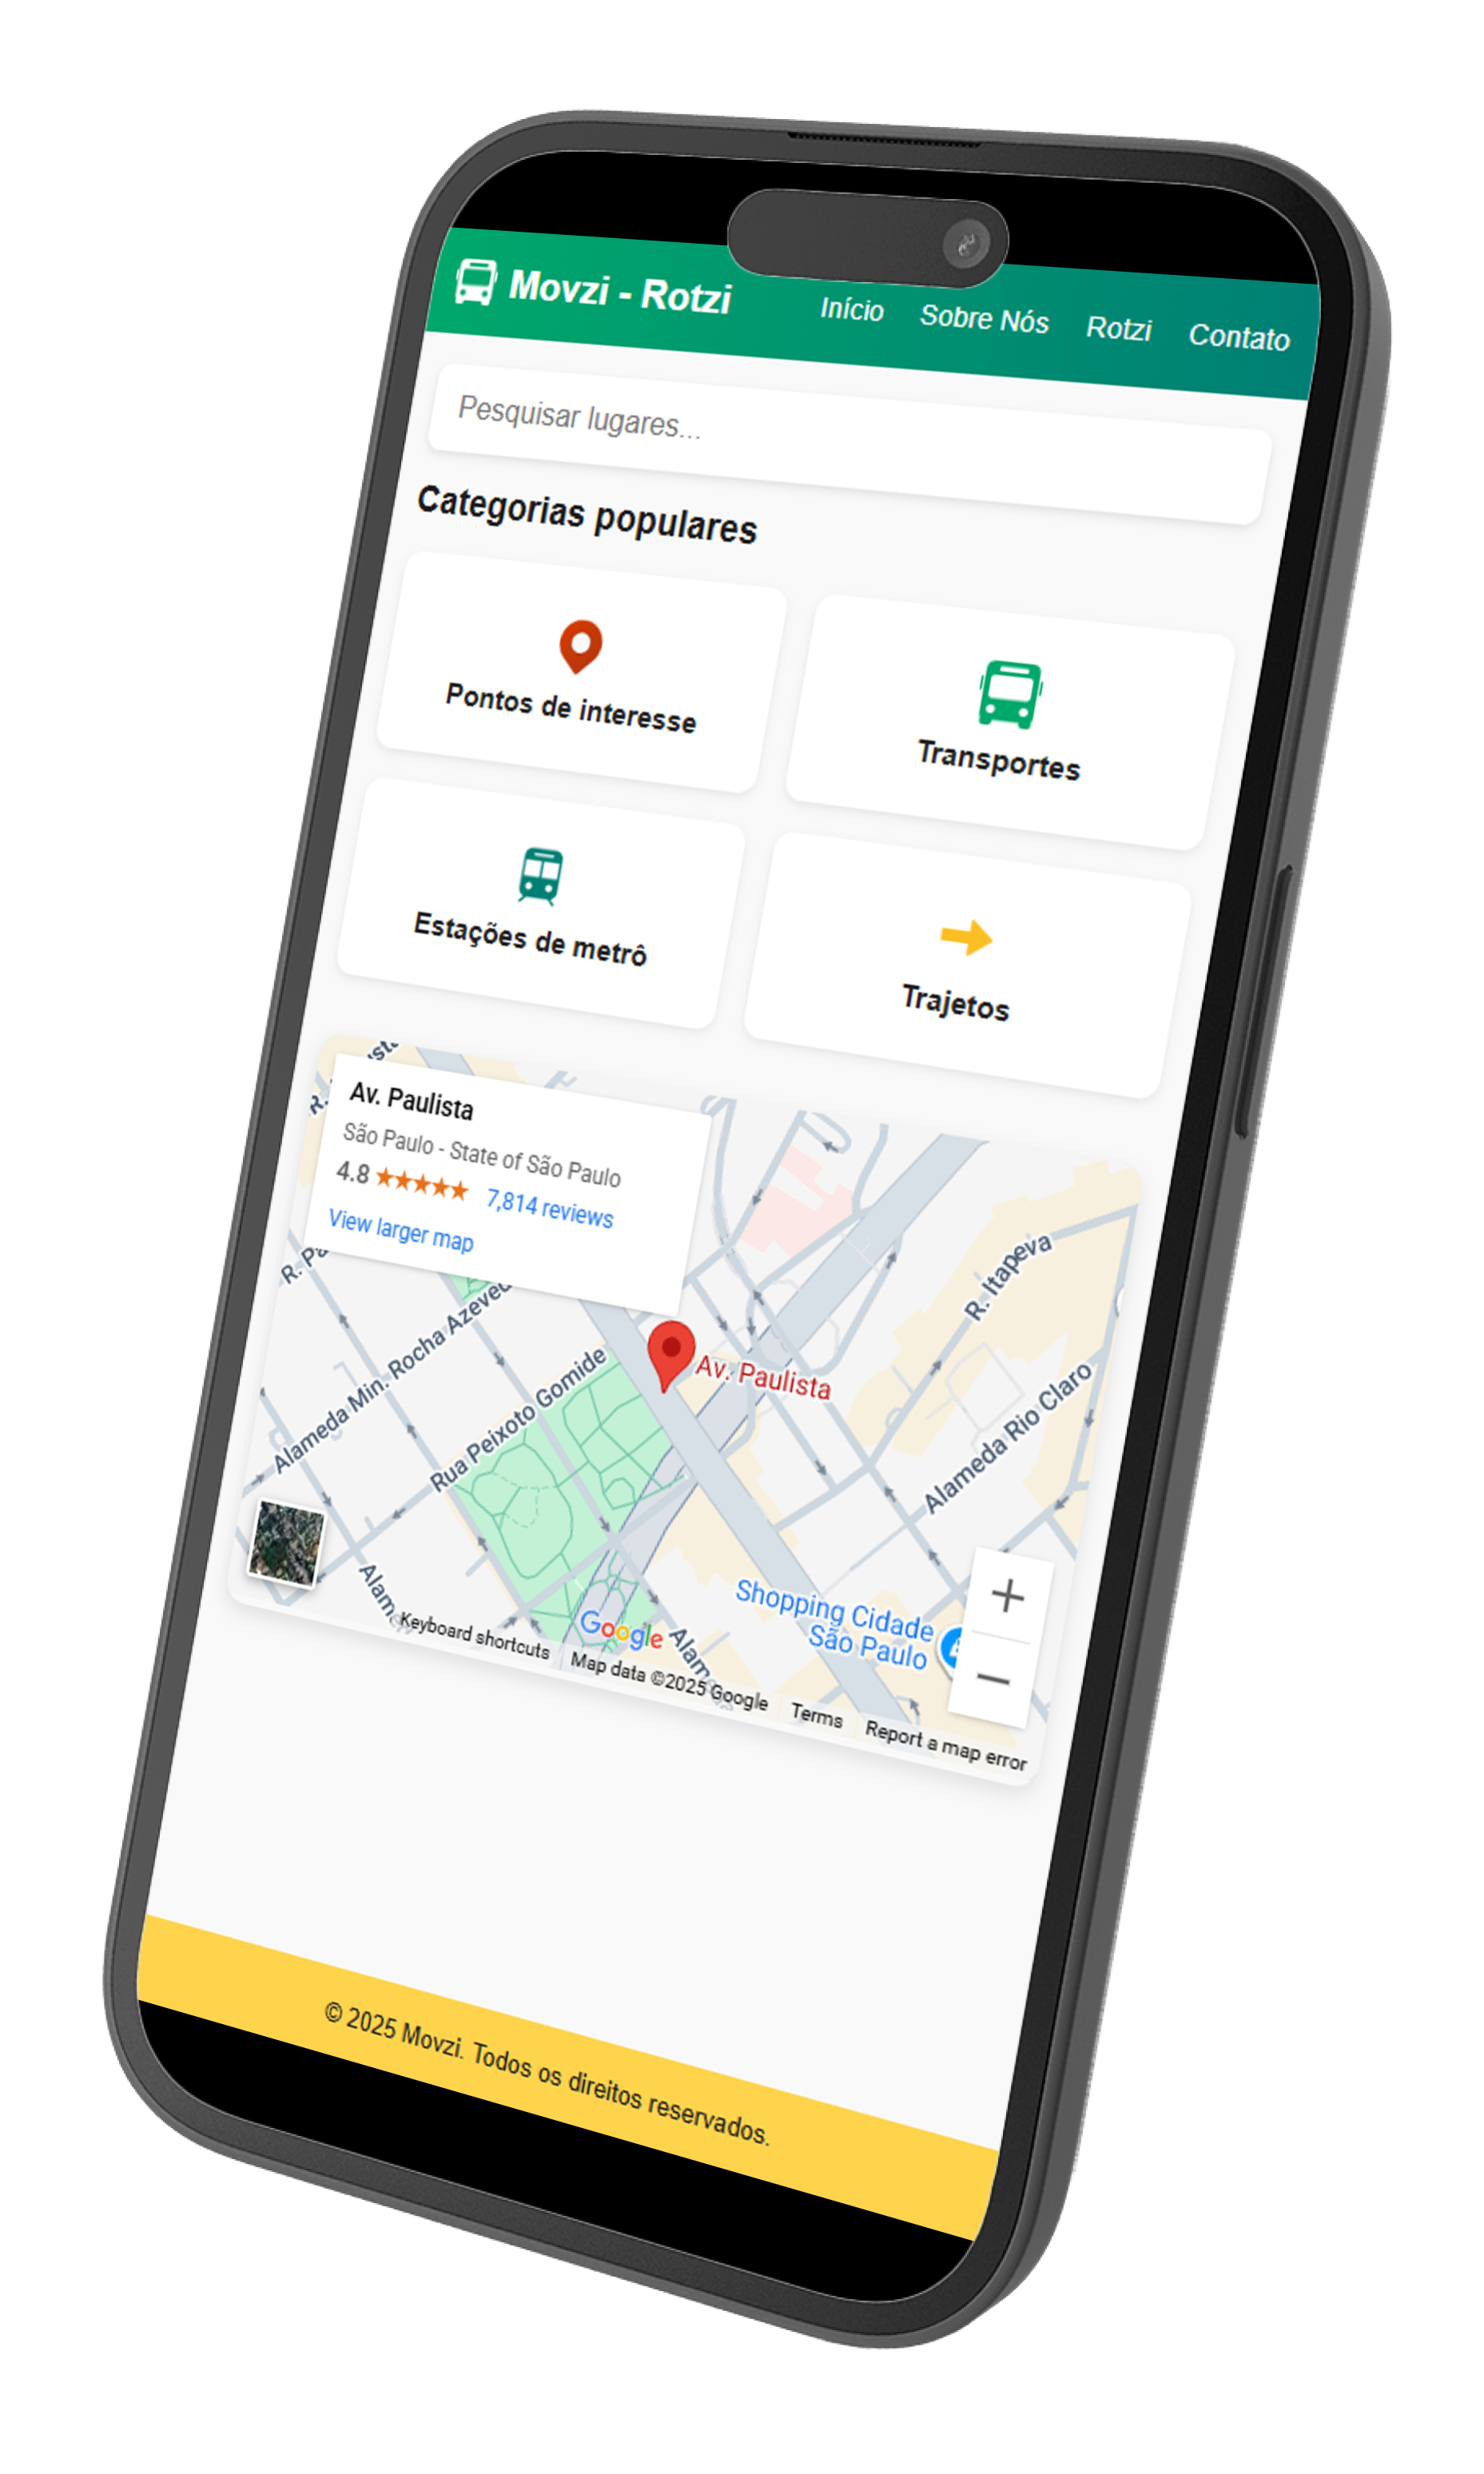 Movzi - Rotzi
Início Sobre Nós Rotzi Contato
Pesquisar lugares...
Categorias populares
Pontos de interesse
Transportes
Estações de metrô
Trajetos
Av. Paulista
São Paulo - State of São Paulo
4.8 7,814 reviews
View larger map
R. Itapeva
Alameda Min. Rocha Azeved
Rua Peixoto Gomide
Av. Paulista
Alameda Rio Claro
Shopping Cidade
São Paulo
Google
Keyboard shortcuts Map data ©2025 Google Terms Report a map error
© 2025 Movzi. Todos os direitos reservados.